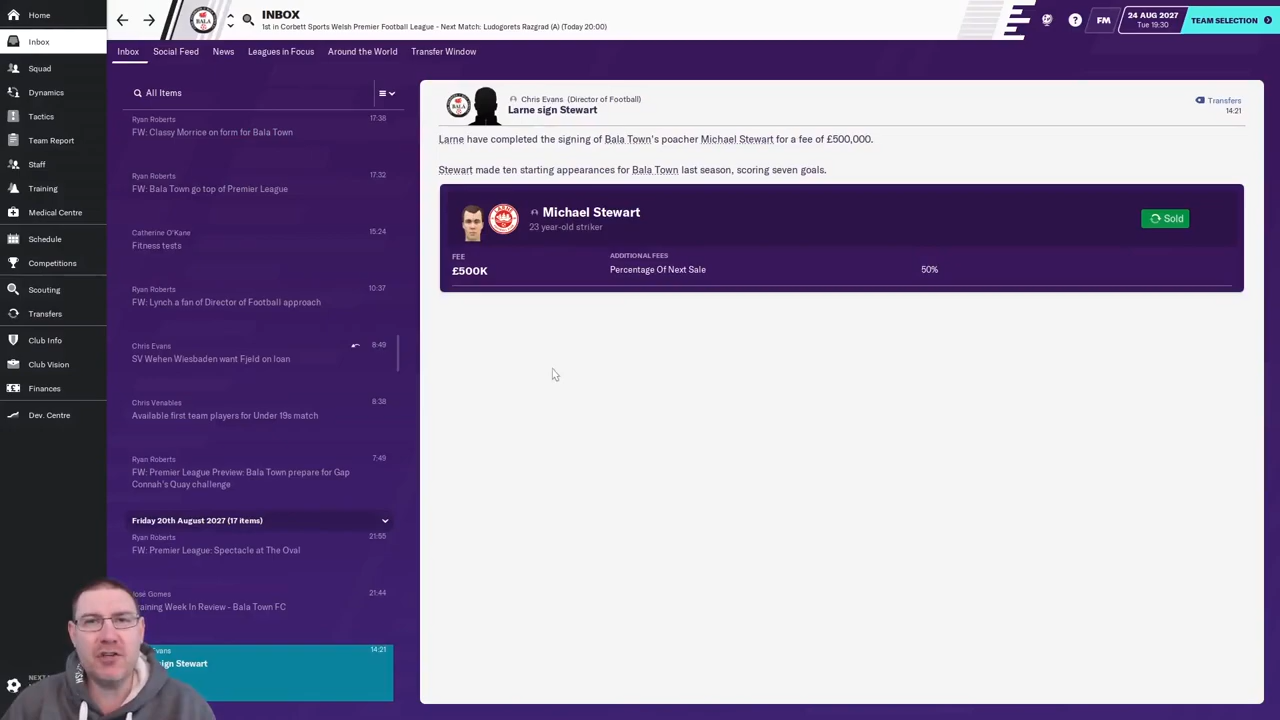 INBOX
1st in Corbett Sports Welsh Premier Football League - Next Match: Ludogorets Razgrad (A) (Today 20:00)
?
FM
24 AUG 2027
TUE 19:30
TEAM SELECTION
Home
Inbox
Squad
Dynamics
Tactics
Team Report
Staff
Training
Medical Centre
Schedule
Competitions
Scouting
Transfers
Club Info
Club Vision
Finances
Dev. Centre
NEXT
Inbox
Social Feed
News
Leagues in Focus
Around the World
Transfer Window
All Items
Ryan Roberts
17:38
FW: Classy Morrice on form for Bala Town
Ryan Roberts
17:32
FW: Bala Town go top of Premier League
Catherine O'Kane
15:24
Fitness tests
Ryan Roberts
10:37
FW: Lynch a fan of Director of Football approach
Chris Evans
8:49
SV Wehen Wiesbaden want Fjeld on loan
Chris Venables
8:38
Available first team players for Under 19s match
Ryan Roberts
7:49
FW: Premier League Preview: Bala Town prepare for Gap
Connah's Quay challenge
Friday 20th August 2027 (17 items)
Ryan Roberts
21:55
FW: Premier League: Spectacle at The Oval
José Gomes
21:44
aining Week In Review - Bala Town FC
Evans
14:21
ign Stewart
Chris Evans (Director of Football)
Larne sign Stewart
Transfers
14:21
Larne have completed the signing of Bala Town's poacher Michael Stewart for a fee of £500,000.
Stewart made ten starting appearances for Bala Town last season, scoring seven goals.
Michael Stewart
23 year-old striker
Sold
FEE
£500K
ADDITIONAL FEES
Percentage Of Next Sale
50%